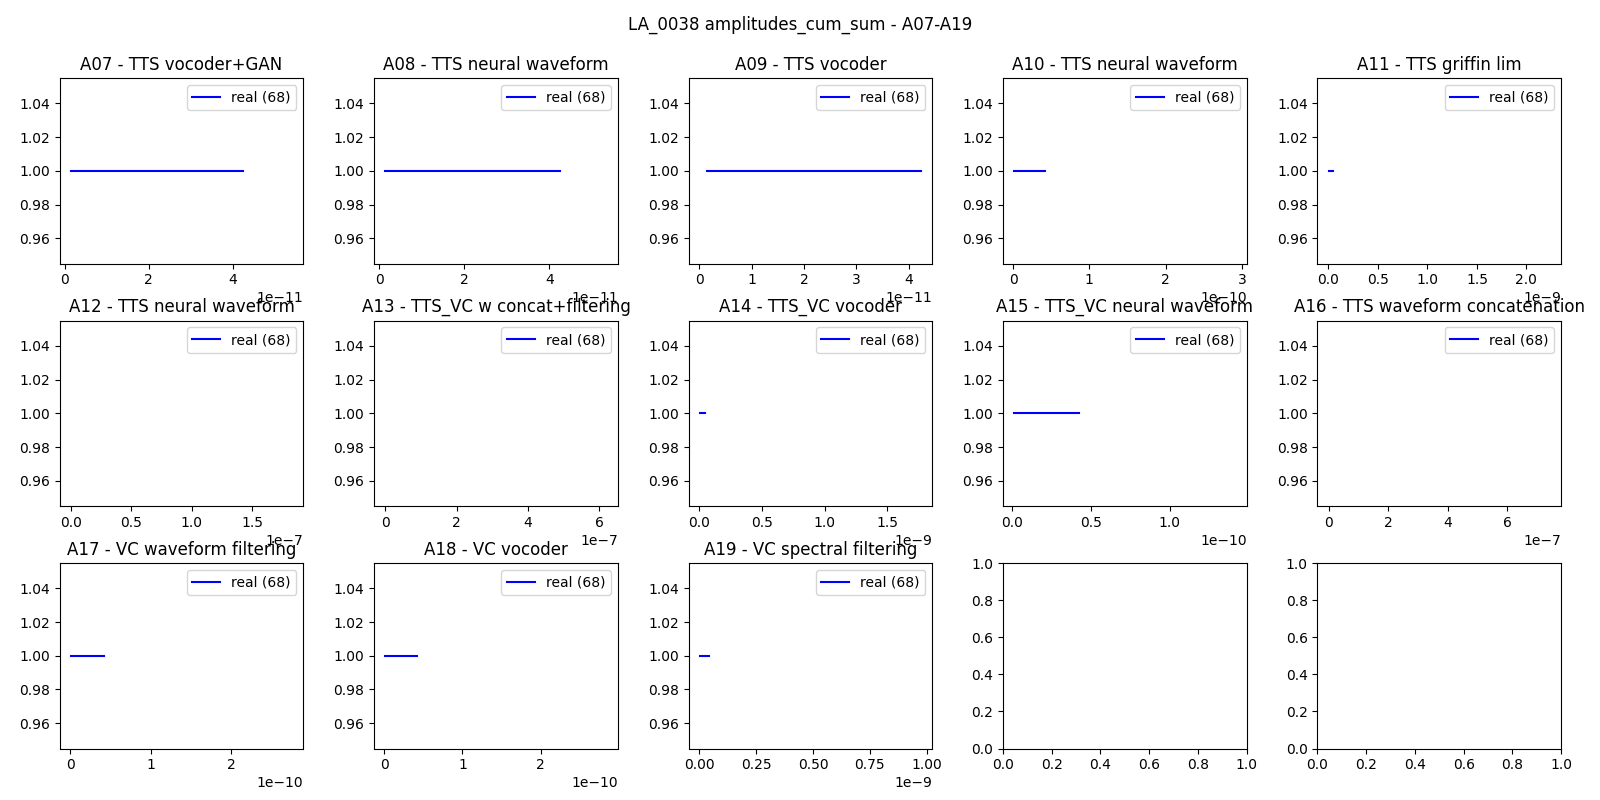 LA_0038 amplitudes_cum_sum - A07-A19
A07 - TTS vocoder+GAN
A08 - TTS neural waveform
A09 - TTS vocoder
A10 - TTS neural waveform
A11 - TTS griffin lim
real (68)
real (68)
real (68)
real (68)
real (68)
1.04 1.04 1.04 1.04 1.04
1.02 1.02 1.02 1.02 1.02
1.00 1.00 1.00 1.00 1.00
0.98 0.98 0.98 0.98 0.98
0.96 0.96 0.96 0.96 0.96
0 2 4
0 2 4
0 1 2 3 4
0 1 2 3
0.0 0.5 1.0 1.5 2.0
1e−11
1e−11
1e−11
1e−10
1e−9
A12 - TTS neural waveform
A13 - TTS_VC w concat+filtering
A14 - TTS_VC vocoder
A15 - TTS_VC neural waveform
A16 - TTS waveform concatenation
real (68)
real (68)
real (68)
real (68)
real (68)
1.04 1.04 1.04 1.04 1.04
1.02 1.02 1.02 1.02 1.02
1.00 1.00 1.00 1.00 1.00
0.98 0.98 0.98 0.98 0.98
0.96 0.96 0.96 0.96 0.96
0.0 0.5 1.0 1.5
0 2 4 6
0.0 0.5 1.0 1.5
0.0 0.5 1.0
0 2 4 6
1e−7
1e−7
1e−9
1e−10
1e−7
A17 - VC waveform filtering
A18 - VC vocoder
A19 - VC spectral filtering
real (68)
real (68)
real (68)
1.04 1.04 1.04 1.0 1.0
1.02 1.02 1.02 0.8 0.8
1.00 1.00 1.00 0.6 0.6
0.98 0.98 0.98 0.4 0.4
0.96 0.96 0.96 0.2 0.2
0.0 0.0
0 1 2
0 1 2
0.00 0.25 0.50 0.75 1.00
0.0 0.2 0.4 0.6 0.8 1.0
0.0 0.2 0.4 0.6 0.8 1.0
1e−10
1e−10
1e−9